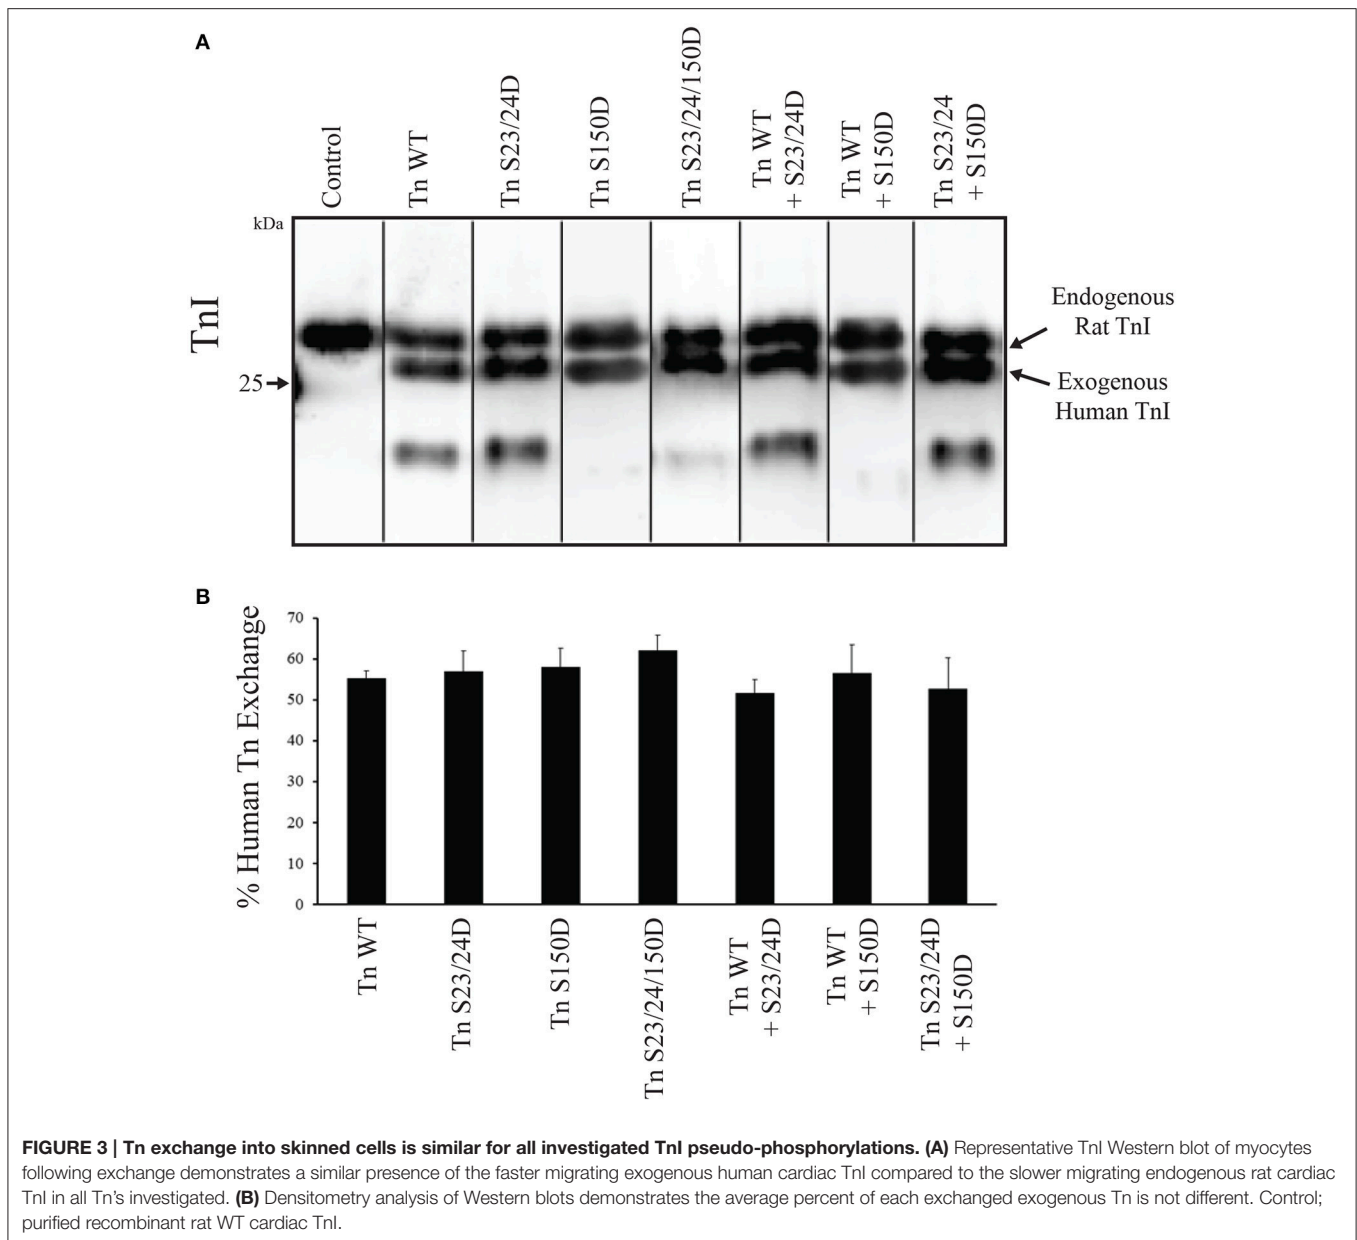 A
Control
Tn WT
Tn S23/24D
Tn S150D
Tn S23/24/150D
Tn WT
+ S23/24D
Tn WT
+ S150D
Tn S23/24
+ S150D
kDa
TnI
25
Endogenous
Rat TnI
Exogenous
Human TnI
B
% Human Tn Exchange
70
60
50
40
30
20
10
0
Tn WT
Tn S23/24D
Tn S150D
Tn S23/24/150D
Tn WT
+ S23/24D
Tn WT
+ S150D
Tn S23/24D
+ S150D
FIGURE 3 | Tn exchange into skinned cells is similar for all investigated TnI pseudo-phosphorylations. (A) Representative TnI Western blot of myocytes
following exchange demonstrates a similar presence of the faster migrating exogenous human cardiac TnI compared to the slower migrating endogenous rat cardiac
TnI in all Tn's investigated. (B) Densitometry analysis of Western blots demonstrates the average percent of each exchanged exogenous Tn is not different. Control;
purified recombinant rat WT cardiac TnI.